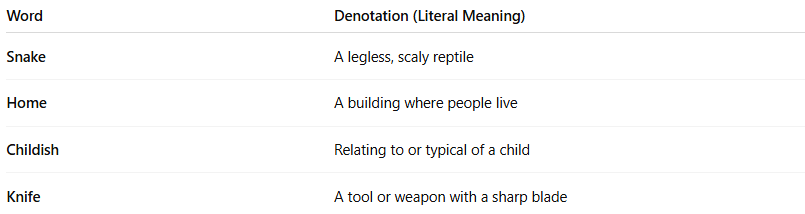 Word Denotation (Literal Meaning)
Snake A legless, scaly reptile
Home A building where people live
Childish Relating to or typical of a child
Knife A tool or weapon with a sharp blade